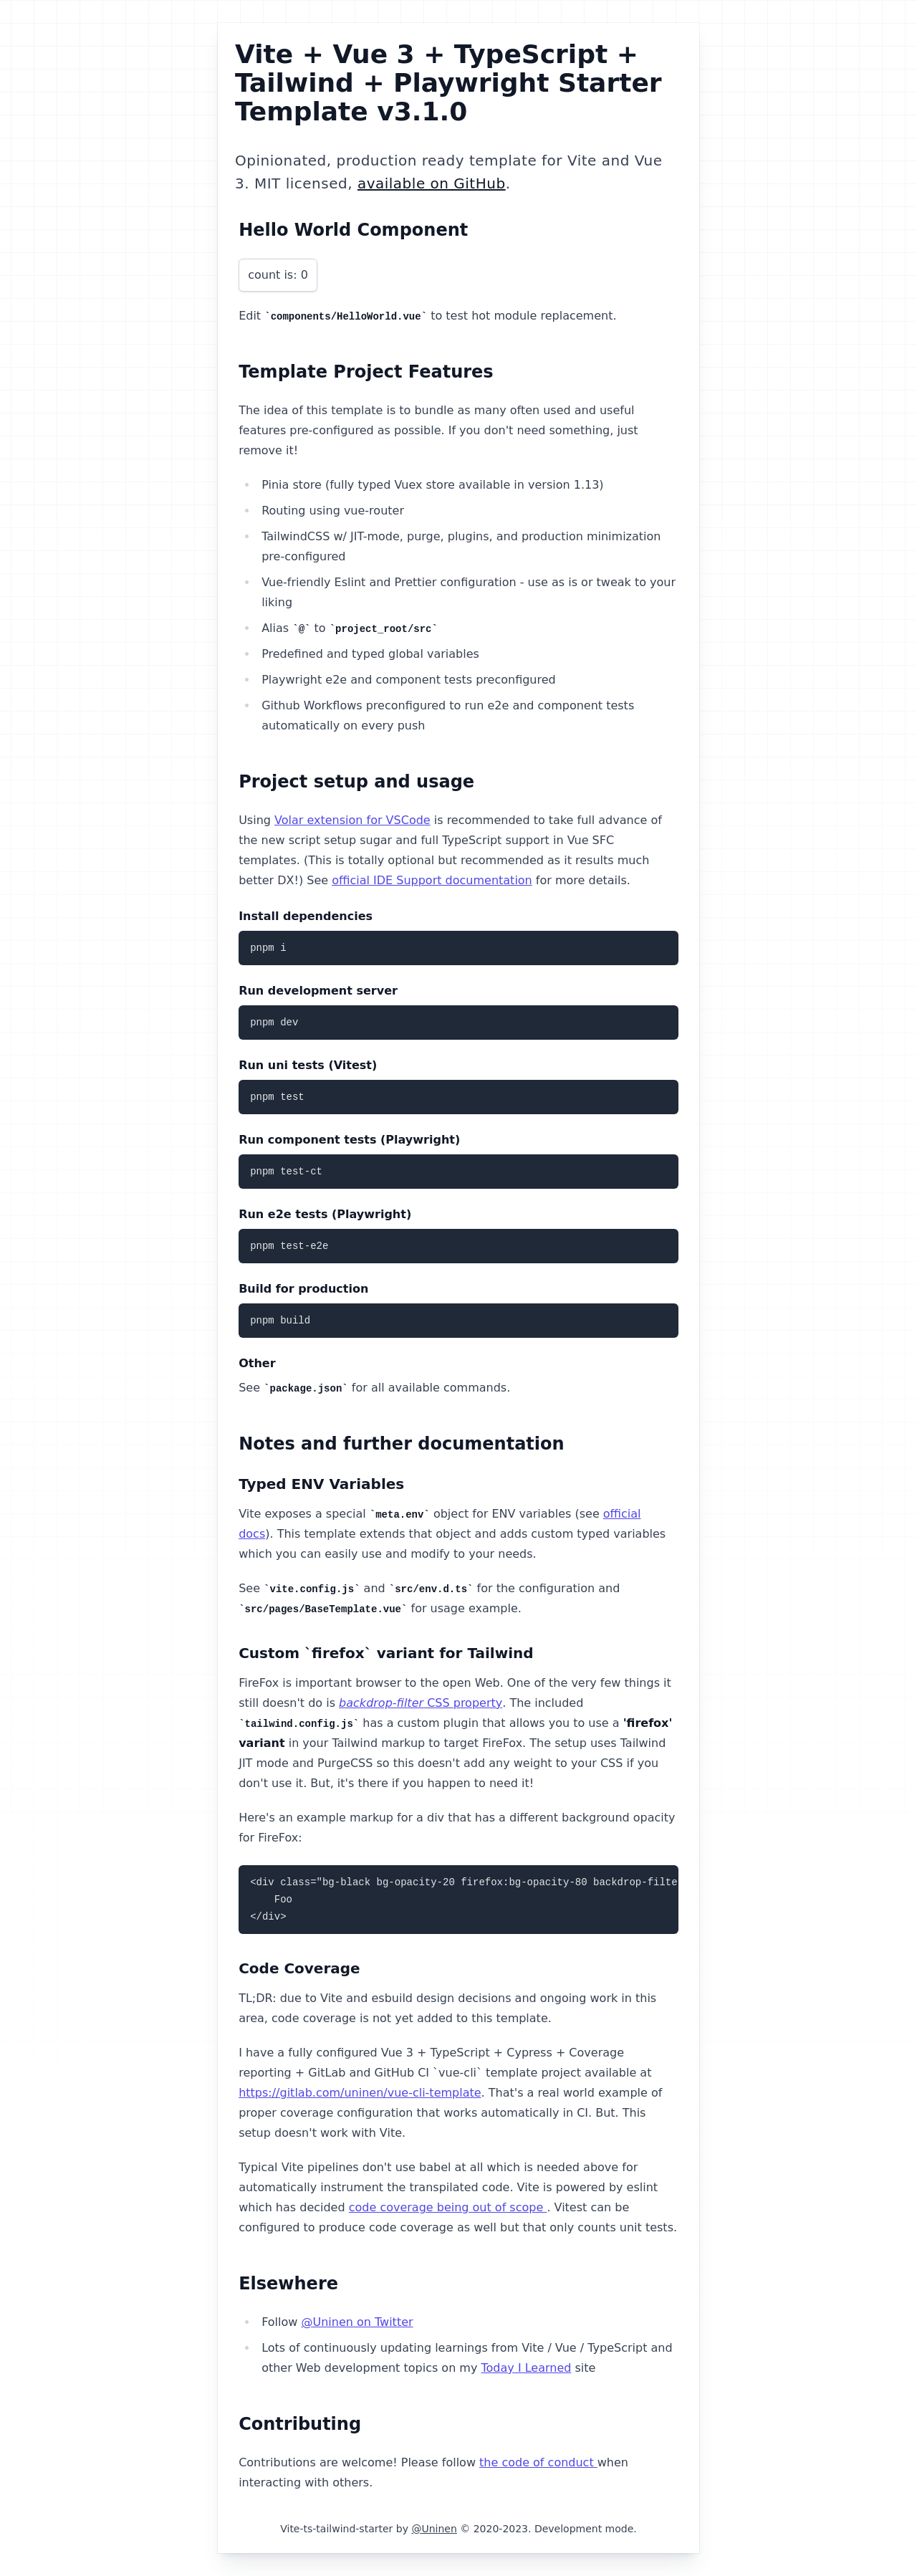 Vite + Vue 3 + TypeScript +
Tailwind + Playwright Starter
Template v3.1.0
Opinionated, production ready template for Vite and Vue
3. MIT licensed, available on GitHub.
Hello World Component
count is: 0
Edit `components/HelloWorld.vue` to test hot module replacement.
Template Project Features
The idea of this template is to bundle as many often used and useful
features pre-configured as possible. If you don't need something, just
remove it!
Pinia store (fully typed Vuex store available in version 1.13)
Routing using vue-router
TailwindCSS w/ JIT-mode, purge, plugins, and production minimization
pre-configured
Vue-friendly Eslint and Prettier configuration - use as is or tweak to your
liking
Alias `@` to `project_root/src`
Predefined and typed global variables
Playwright e2e and component tests preconfigured
Github Workflows preconfigured to run e2e and component tests
automatically on every push
Project setup and usage
Using Volar extension for VSCode is recommended to take full advance of
the new script setup sugar and full TypeScript support in Vue SFC
templates. (This is totally optional but recommended as it results much
better DX!) See official IDE Support documentation for more details.
Install dependencies
pnpm i
Run development server
pnpm dev
Run uni tests (Vitest)
pnpm test
Run component tests (Playwright)
pnpm test-ct
Run e2e tests (Playwright)
pnpm test-e2e
Build for production
pnpm build
Other
See `package.json` for all available commands.
Notes and further documentation
Typed ENV Variables
Vite exposes a special `meta.env` object for ENV variables (see official
docs). This template extends that object and adds custom typed variables
which you can easily use and modify to your needs.
See `vite.config.js` and `src/env.d.ts` for the configuration and
`src/pages/BaseTemplate.vue` for usage example.
Custom `firefox` variant for Tailwind
FireFox is important browser to the open Web. One of the very few things it
still doesn't do is backdrop-filter CSS property. The included
`tailwind.config.js` has a custom plugin that allows you to use a 'firefox'
variant in your Tailwind markup to target FireFox. The setup uses Tailwind
JIT mode and PurgeCSS so this doesn't add any weight to your CSS if you
don't use it. But, it's there if you happen to need it!
Here's an example markup for a div that has a different background opacity
for FireFox:
<div class="bg-black bg-opacity-20 firefox:bg-opacity-80 backdrop-filte
Foo
</div>
Code Coverage
TL;DR: due to Vite and esbuild design decisions and ongoing work in this
area, code coverage is not yet added to this template.
I have a fully configured Vue 3 + TypeScript + Cypress + Coverage
reporting + GitLab and GitHub CI `vue-cli` template project available at
https://gitlab.com/uninen/vue-cli-template. That's a real world example of
proper coverage configuration that works automatically in CI. But. This
setup doesn't work with Vite.
Typical Vite pipelines don't use babel at all which is needed above for
automatically instrument the transpilated code. Vite is powered by eslint
which has decided code coverage being out of scope . Vitest can be
configured to produce code coverage as well but that only counts unit tests.
Elsewhere
Follow @Uninen on Twitter
Lots of continuously updating learnings from Vite / Vue / TypeScript and
other Web development topics on my Today I Learned site
Contributing
Contributions are welcome! Please follow the code of conduct when
interacting with others.
Vite-ts-tailwind-starter by @Uninen © 2020-2023. Development mode.